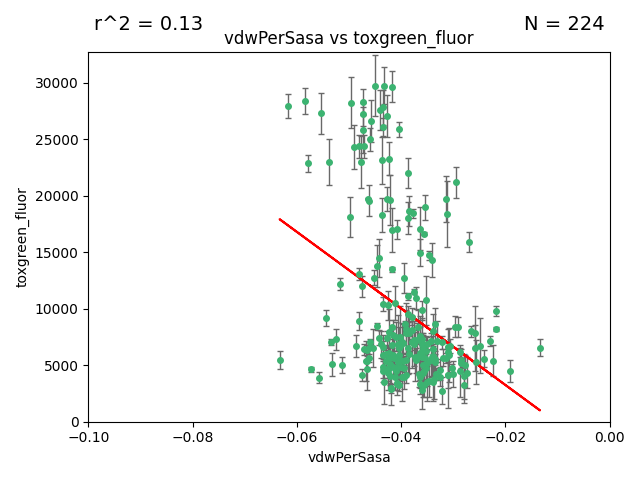 r^2 = 0.13
N = 224
vdwPerSasa vs toxgreen_fluor
30000
25000
20000
15000
10000
5000
0
toxgreen_fluor
−0.10
−0.08
−0.06
−0.04
−0.02
0.00
vdwPerSasa